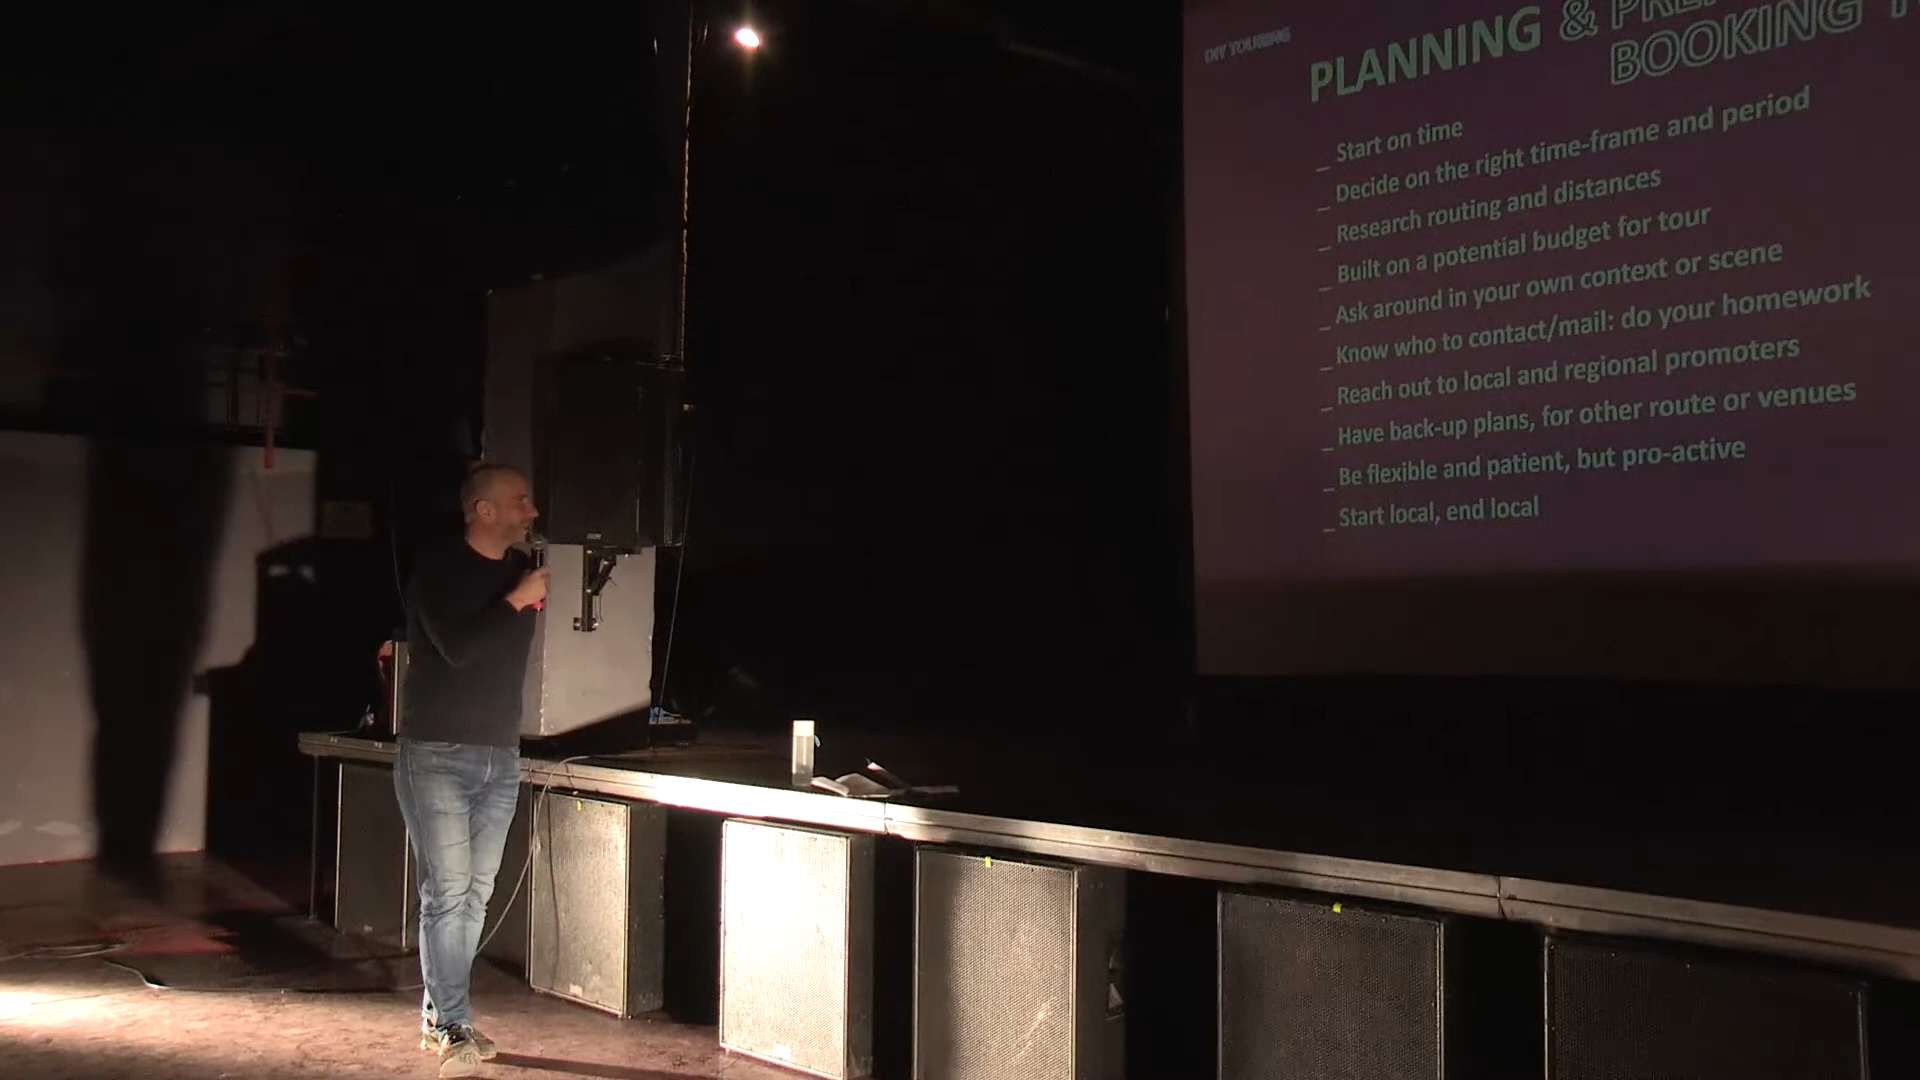 DIY TOURING
PLANNING &
BOOKING
_ Start on time
_ Decide on the right time-frame and period
_ Research routing and distances
_ Built on a potential budget for tour
_ Ask around in your own context or scene
_ Know who to contact/mail: do your homework
_ Reach out to local and regional promoters
_ Have back-up plans, for other route or venues
_ Be flexible and patient, but pro-active
_ Start local, end local